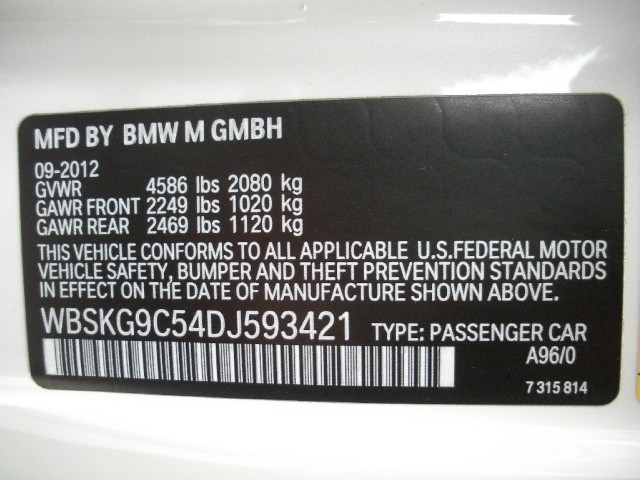 MFD BY BMW M GMBH
09-2012
GVWR 4586 lbs 2080 kg
GAWR FRONT 2249 lbs 1020 kg
GAWR REAR 2469 lbs 1120 kg
THIS VEHICLE CONFORMS TO ALL APPLICABLE U.S.FEDERAL MOTOR
VEHICLE SAFETY, BUMPER AND THEFT PREVENTION STANDARDS
IN EFFECT ON THE DATE OF MANUFACTURE SHOWN ABOVE.
WBSKG9C54DJ593421 TYPE: PASSENGER CAR
A96/0
7 315 814